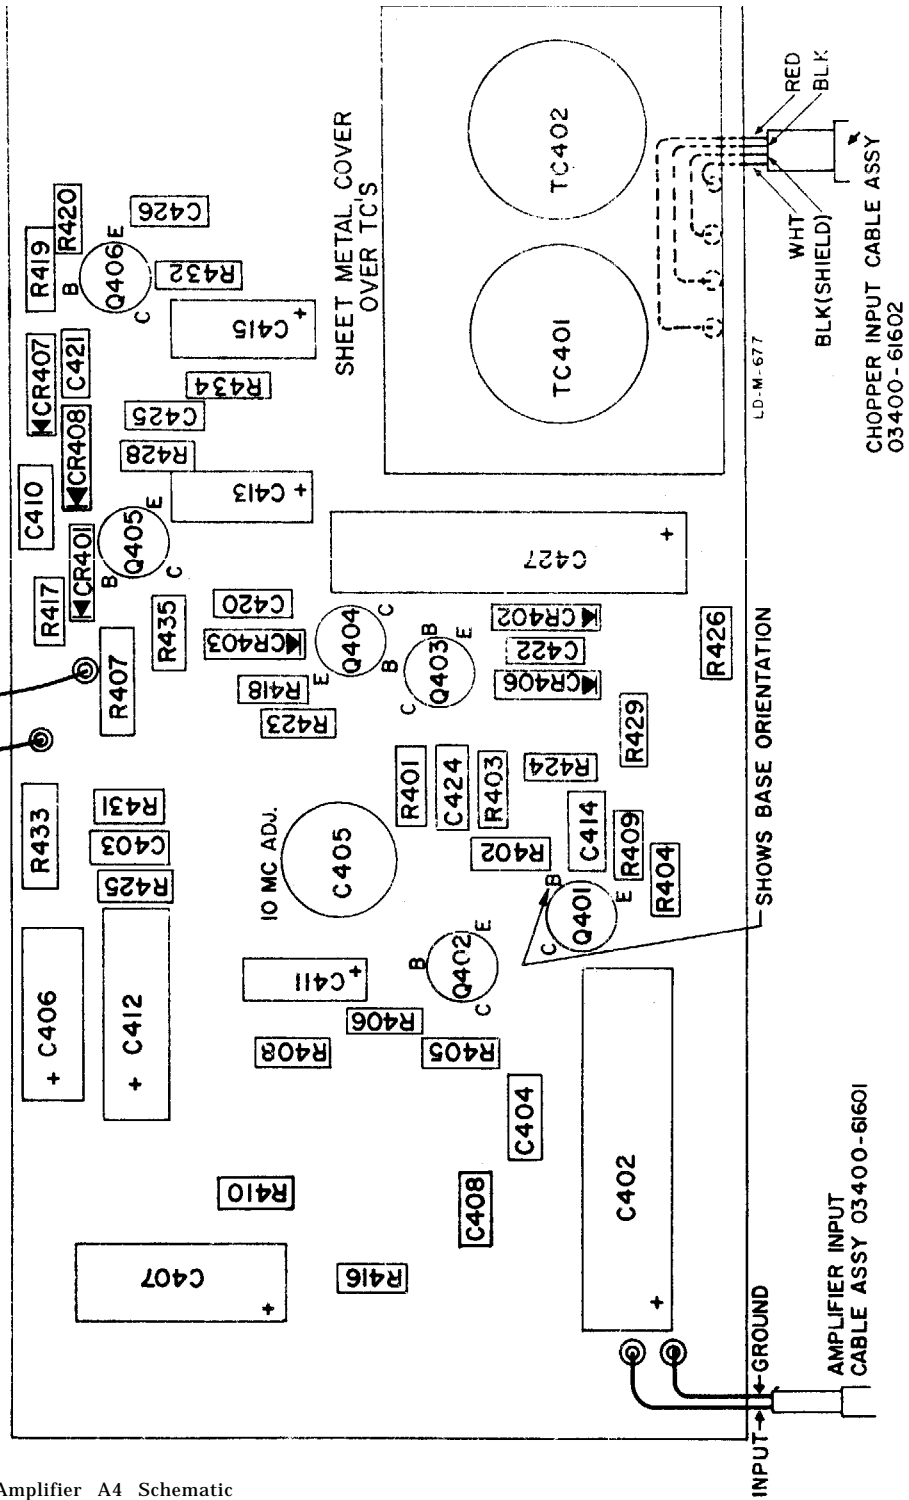 R419
R420
C426
B
Q406
E
C
R432
C415
+
CR407
C421
R434
C425
CR408
R428
C413
+
C410
Q405
E
B
C
CR401
R417
R435
C420
CR403
R407
R418
R423
Q404
E
B
C
Q403
B
E
C
C427
+
CR402
C422
CR406
R426
R429
R424
R401
C424
R403
R402
C414
R409
R404
R433
R431
C403
R425
10 MC ADJ.
C405
B
Q401
E
C
B
Q402
E
C
C406
+
C412
+
C411
+
R406
R408
R405
C404
R410
C408
C402
+
C407
+
R416
SHEET METAL COVER
OVER TC'S
TC402
TC401
LD-M-677
RED
BLK
WHT
BLK(SHIELD)
CHOPPER INPUT CABLE ASSY
03400-61602
SHOWS BASE ORIENTATION
INPUT
GROUND
AMPLIFIER INPUT
CABLE ASSY 03400-61601
Amplifier A4 Schematic